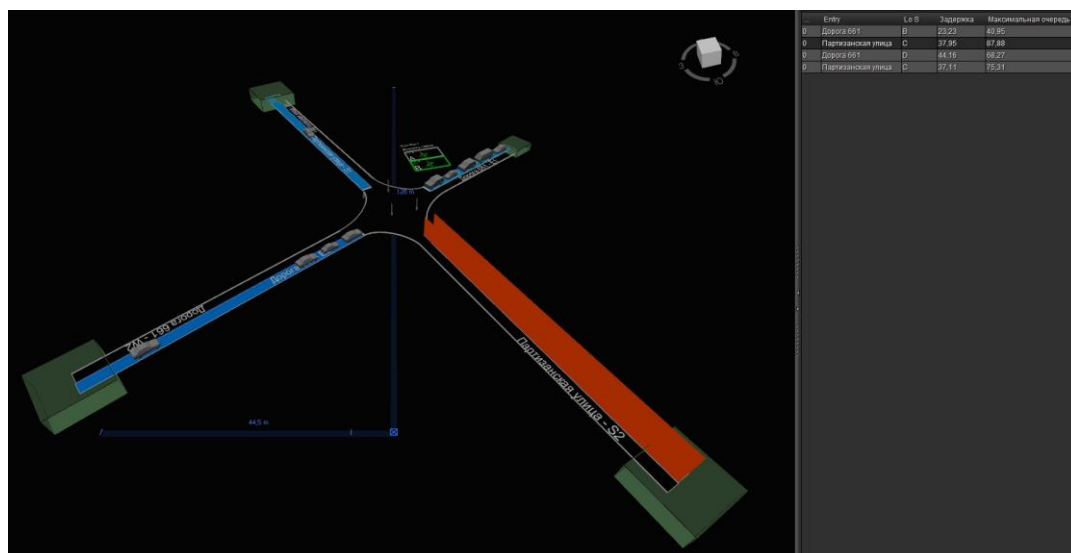 ... Entry Lo S Задержка Максимальная очередь
0 Дорога 661 B 23,23 40,95
0 Партизанская улица C 37,95 87,88
0 Дорога 661 D 44,16 68,27
0 Партизанская улица C 37,11 75,31
A
B
128 m
Дорога
Дорога 661 - W2
Партизанская улица - S2
44,5 m